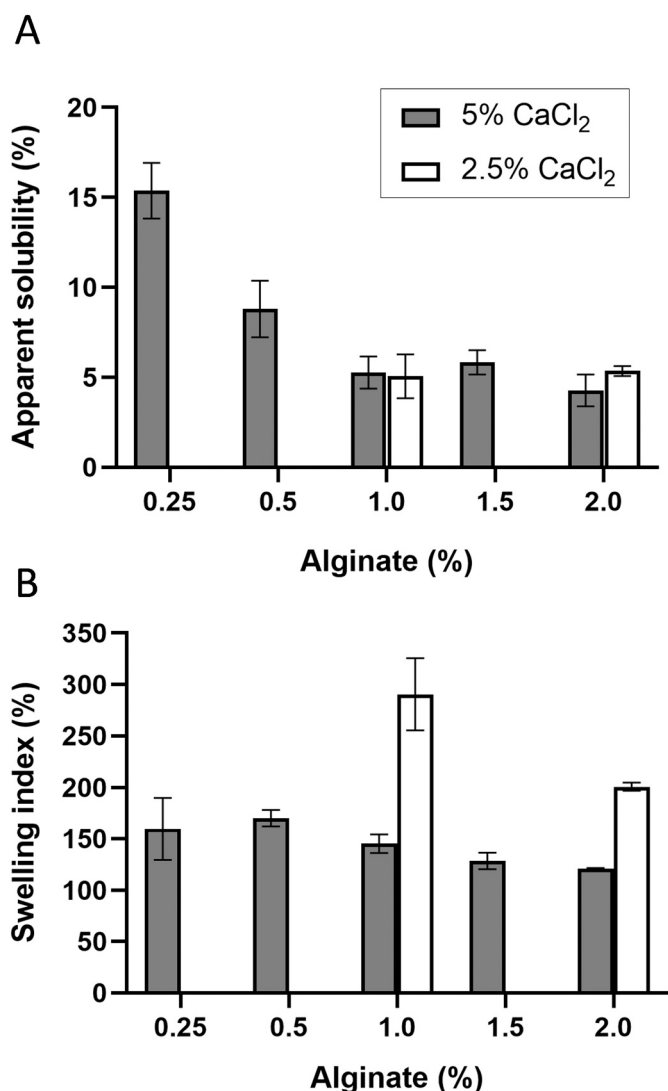 A
20
15
10
5
0
Apparent solubility (%)
5% CaCl₂
2.5% CaCl₂
0.25 0.5 1.0 1.5 2.0
Alginate (%)
B
350
300
250
200
150
100
50
0
Swelling index (%)
0.25 0.5 1.0 1.5 2.0
Alginate (%)